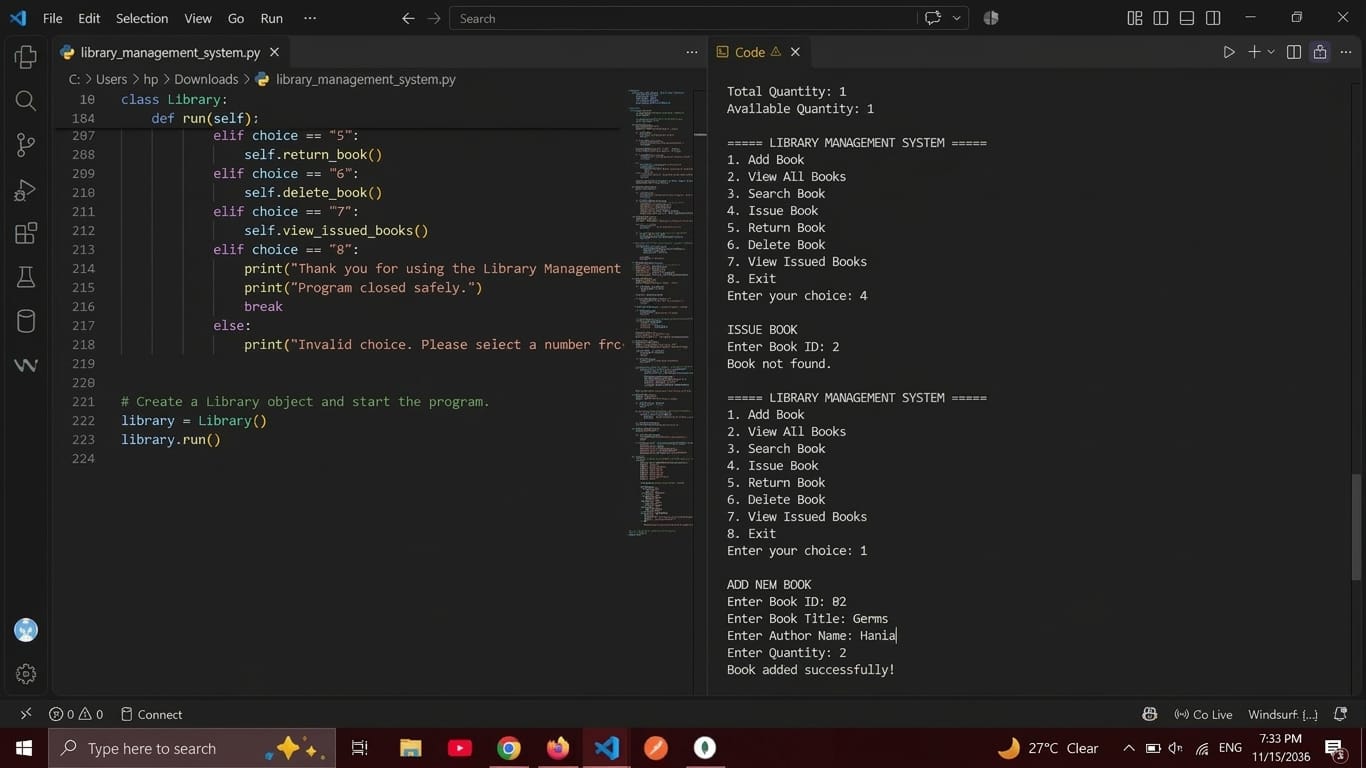 File Edit Selection View Go Run ···
Search
library_management_system.py
Code
C: > Users > hp > Downloads > library_management_system.py
10 class Library:
184 def run(self):
207 elif choice == "5":
208 self.return_book()
209 elif choice == "6":
210 self.delete_book()
211 elif choice == "7":
212 self.view_issued_books()
213 elif choice == "8":
214 print("Thank you for using the Library Management
215 print("Program closed safely.")
216 break
217 else:
218 print("Invalid choice. Please select a number
219
220
221 # Create a Library object and start the program.
222 library = Library()
223 library.run()
224
Total Quantity: 1
Available Quantity: 1
===== LIBRARY MANAGEMENT SYSTEM =====
1. Add Book
2. View All Books
3. Search Book
4. Issue Book
5. Return Book
6. Delete Book
7. View Issued Books
8. Exit
Enter your choice: 4
ISSUE BOOK
Enter Book ID: 2
Book not found.
===== LIBRARY MANAGEMENT SYSTEM =====
1. Add Book
2. View All Books
3. Search Book
4. Issue Book
5. Return Book
6. Delete Book
7. View Issued Books
8. Exit
Enter your choice: 1
ADD NEW BOOK
Enter Book ID: 02
Enter Book Title: Germs
Enter Author Name: Hania
Enter Quantity: 2
Book added successfully!
0 0 Connect
Co Live Windsurf: {...}
Type here to search
27°C Clear
ENG
7:33 PM
11/15/2036